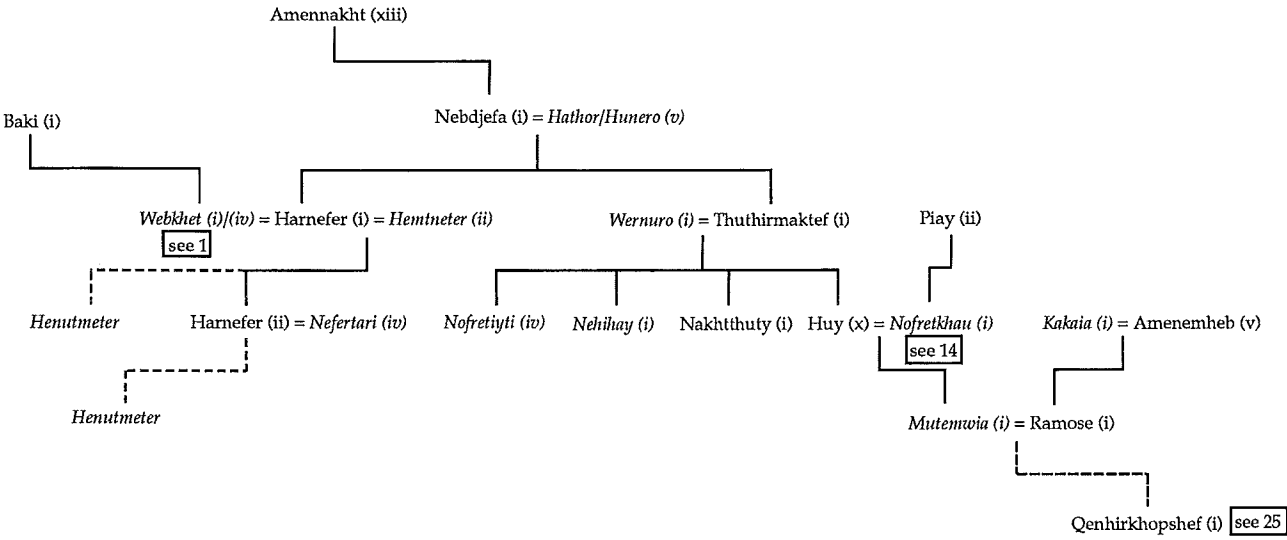 Amennakht (xiii)
Baki (i)
Nebdjefa (i) = Hathor/Hunero (v)
Webkhet (i)/(iv) = Harnefer (i) = Hemtneter (ii)
Wernuro (i) = Thuthirmaktef (i)
Piay (ii)
see 1
Henutmeter
Harnefer (ii) = Nefertari (iv)
Nofretiyti (iv)
Nehihay (i)
Nakhtthuty (i)
Huy (x) = Nofretkhau (i)
Kakaia (i) = Amenemheb (v)
see 14
Henutmeter
Mutemwia (i) = Ramose (i)
Qenhirkhopshef (i) see 25